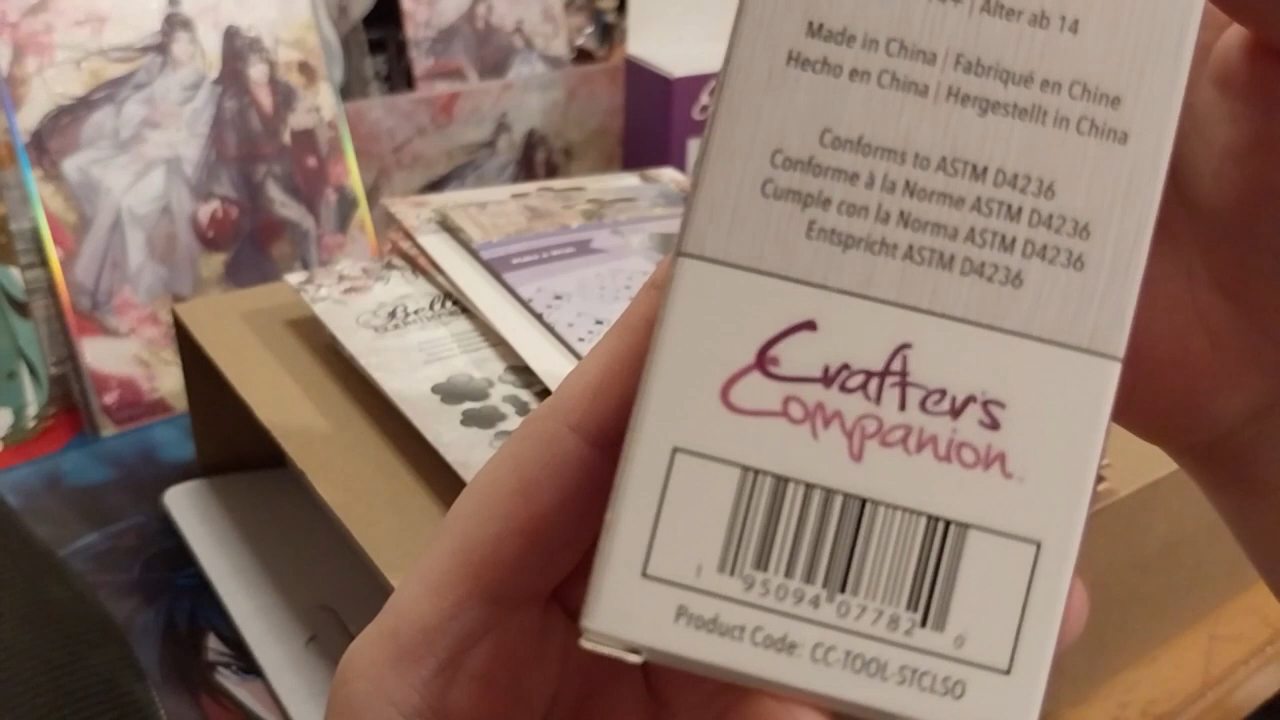 Alter ab 14
Made in China | Fabriqué en Chine
Hecho en China | Hergestellt in China
Conforms to ASTM D4236
Conforme à la Norme ASTM D4236
Cumple con la Norma ASTM D4236
Entspricht ASTM D4236
Crafter's
Companion
1 95094 07782 0
Product Code: CC-TOOL-STCLSO